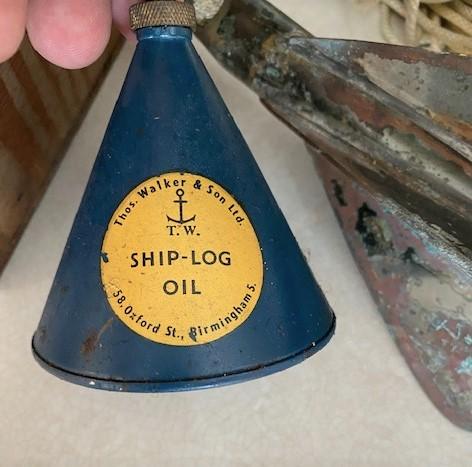 Thos. Walker & Son Ltd.
T.W.
SHIP-LOG
OIL
58, Oxford St., Birmingham 5.